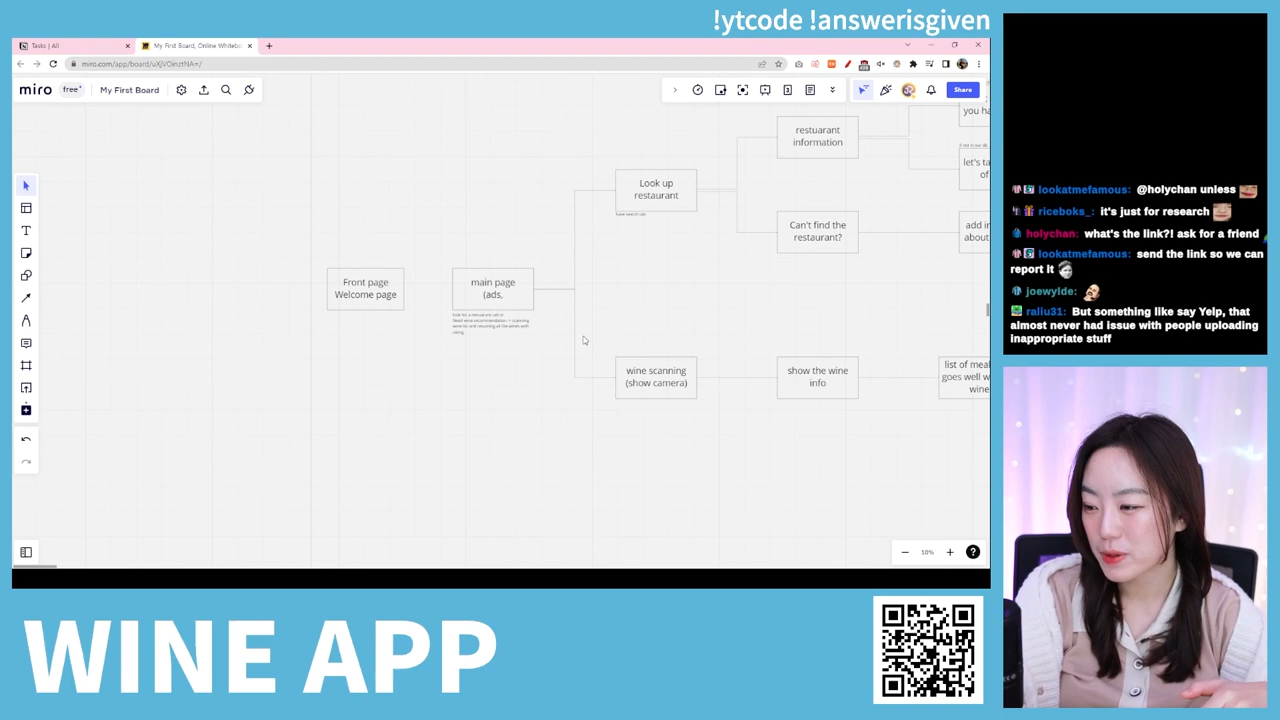 !ytcode !answerisgiven
Tasks | All
My First Board, Online Whitebo
miro.com/app/board/uXjVOinztNA=/
miro free My First Board
Share
restuarant
information
you ha
let's ta
of
Look up
restaurant
Can't find the
restaurant?
add in
about
Front page
Welcome page
main page
(ads,
wine scanning
(show camera)
show the wine
info
list of meal
goes well w
wine
10%
lookatmefamous: @holychan unless
riceboks_: it's just for research
holychan: what's the link?! ask for a friend
lookatmefamous: send the link so we can
report it
joewylde:
raliu31: But something like say Yelp, that
almost never had issue with people uploading
inappropriate stuff
WINE APP